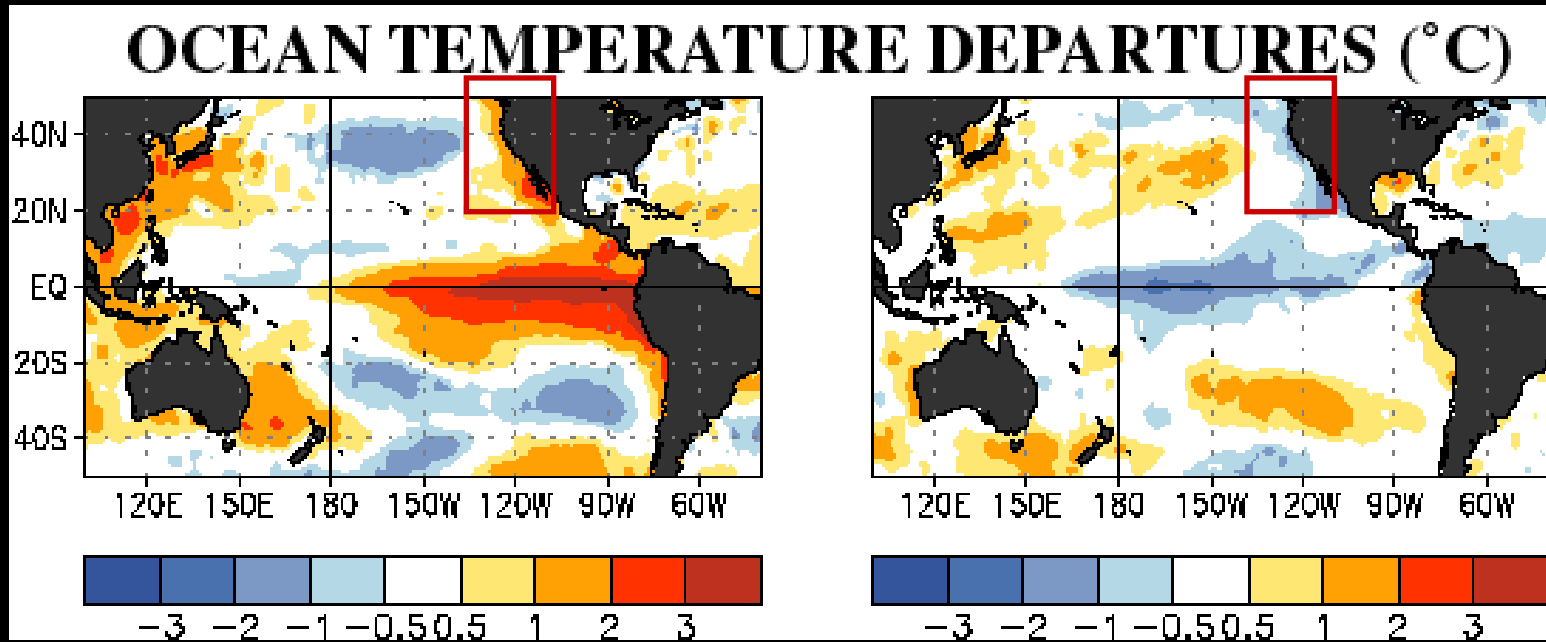 OCEAN TEMPERATURE DEPARTURES (°C)
40N
20N
EQ
20S
40S
120E 150E 180 150W 120W 90W 60W
120E 150E 180 150W 120W 90W 60W
-3 -2 -1 -0.5 0.5 1 2 3
-3 -2 -1 -0.5 0.5 1 2 3